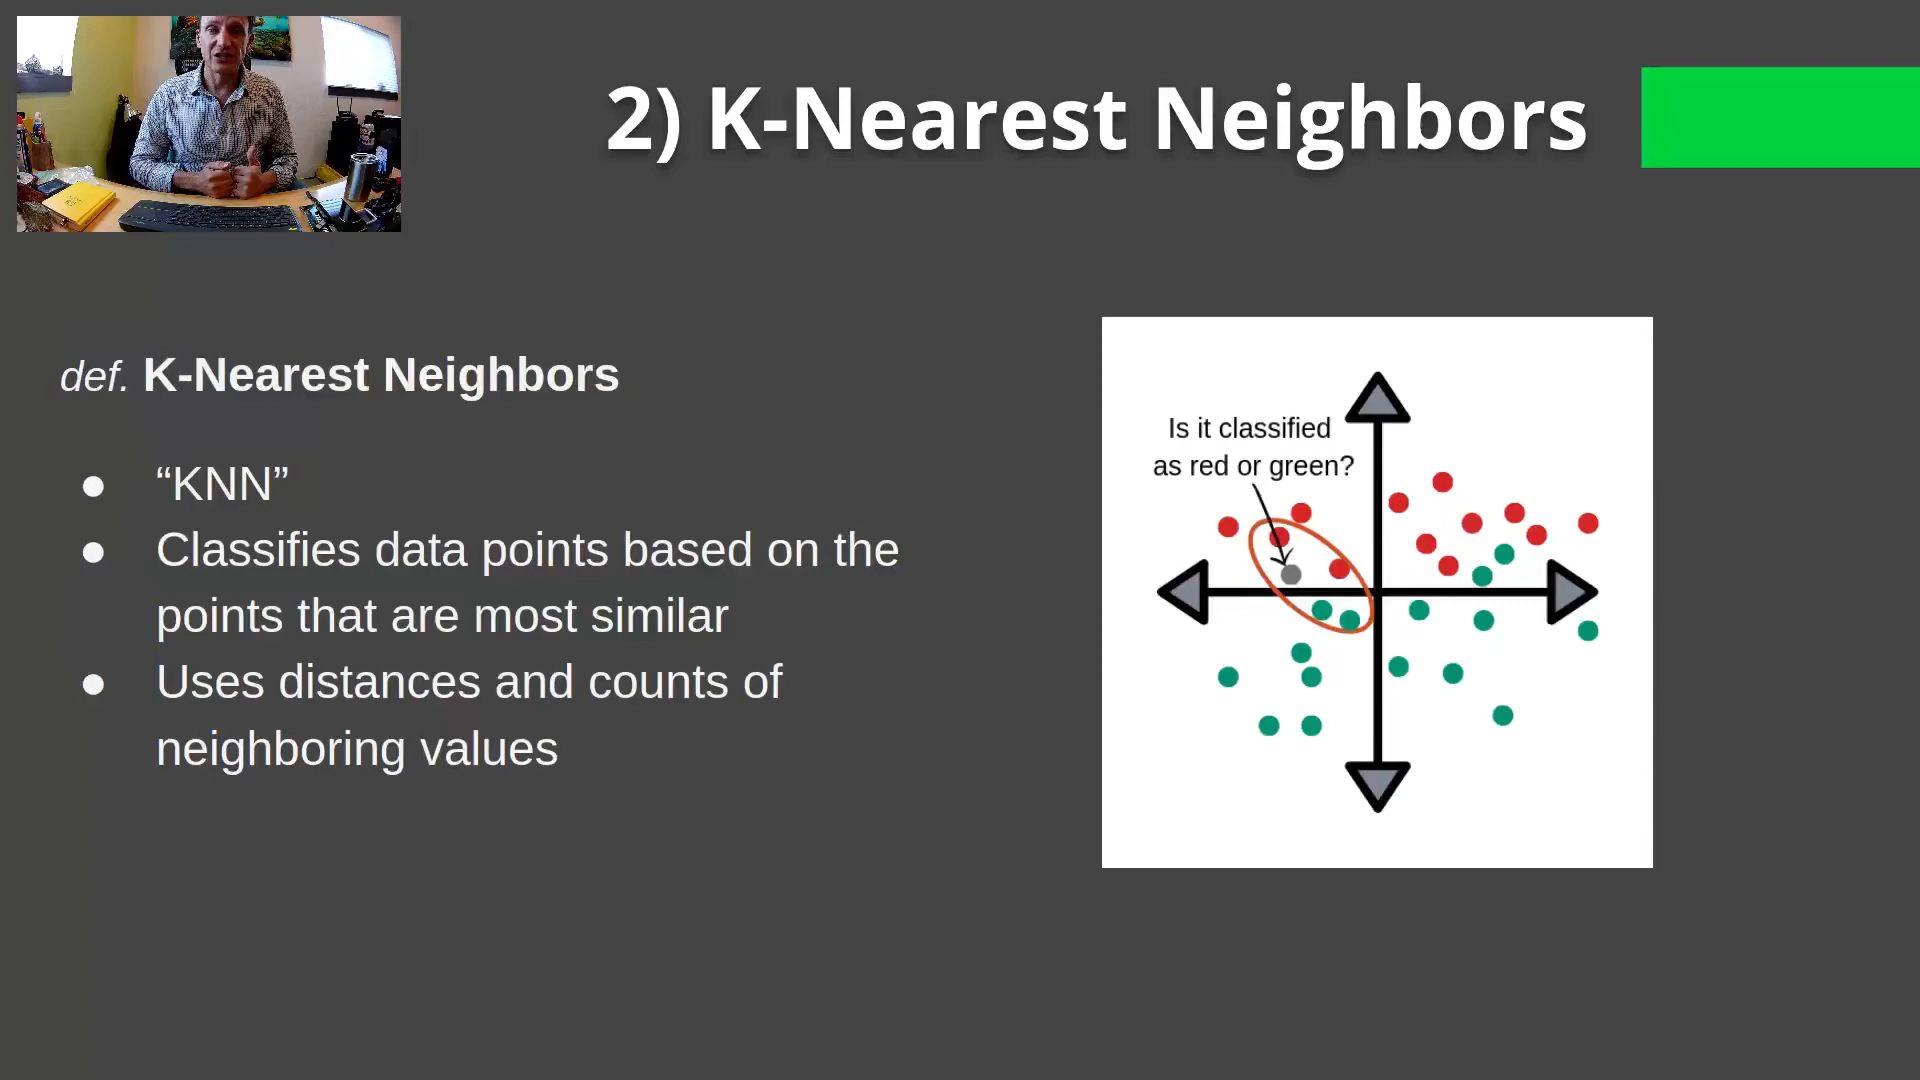 2) K-Nearest Neighbors
def. K-Nearest Neighbors
● “KNN”
● Classifies data points based on the
points that are most similar
● Uses distances and counts of
neighboring values
Is it classified
as red or green?